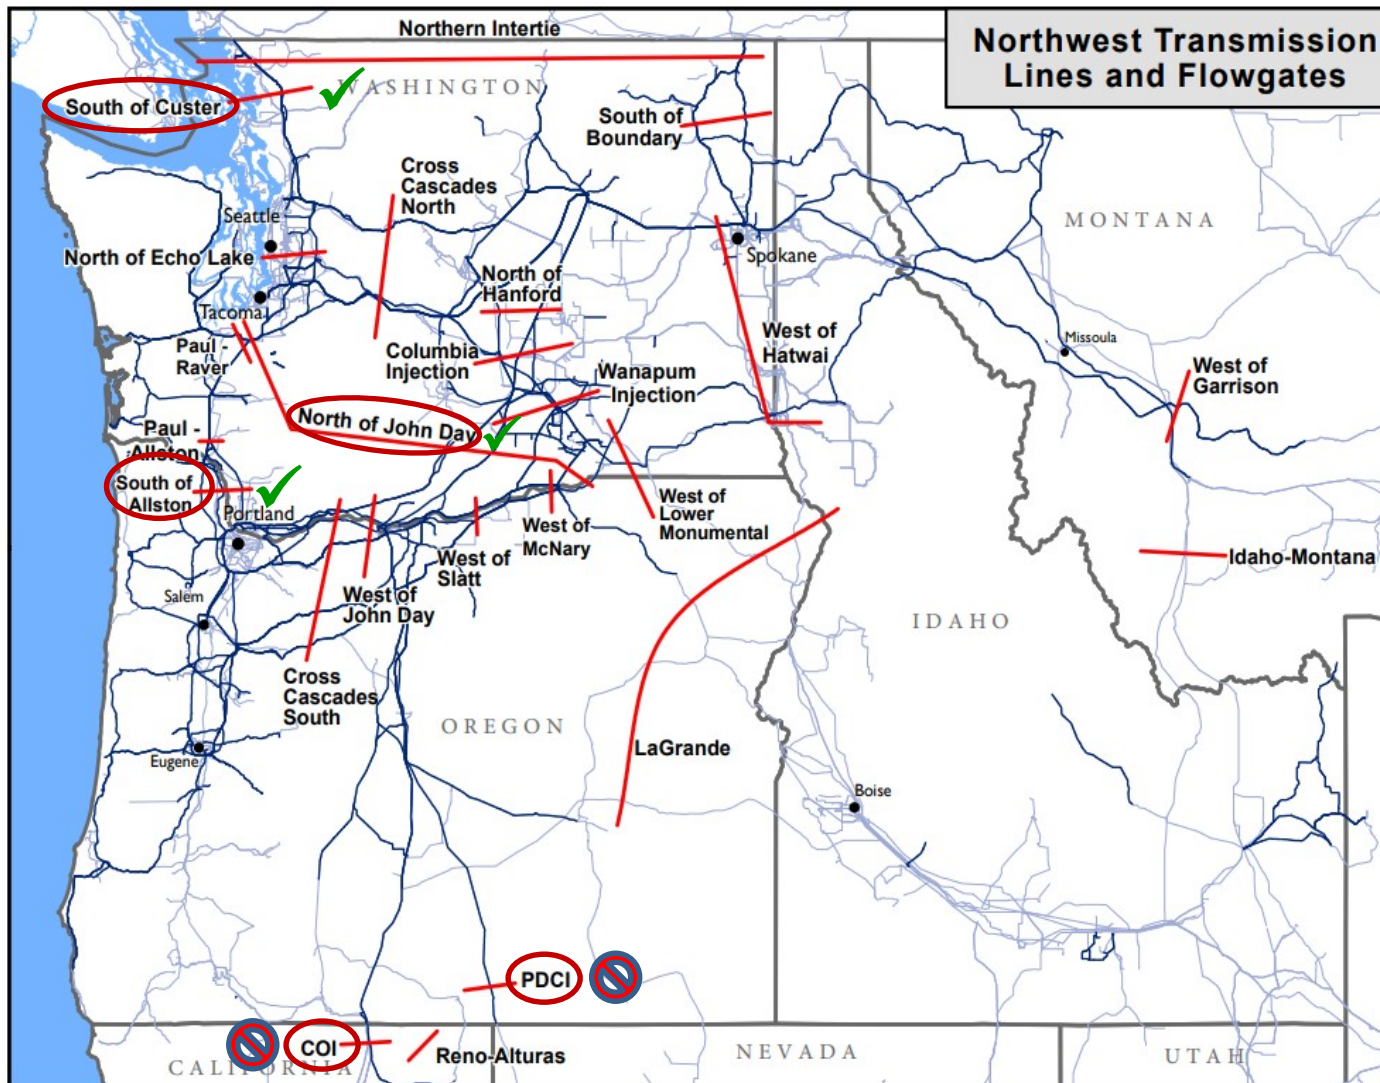 Northern Intertie
Northwest Transmission
Lines and Flowgates
South of Custer
WASHINGTON
South of
Boundary
Cross
Cascades
North
MONTANA
Seattle
North of Echo Lake
Spokane
North of
Hanford
Tacoma
Paul -
Raver
Columbia
Injection
West of
Hatwai
Missoula
West of
Garrison
Wanapum
Injection
North of John Day
Paul -
Allston
South of
Allston
Portland
West of
Lower
Monumental
West of
McNary
West of
Slatt
Idaho-Montana
Salem
West of
John Day
IDAHO
Cross
Cascades
South
OREGON
LaGrande
Eugene
Boise
PDCI
COI
Reno-Alturas
CALIFORNIA
NEVADA
UTAH